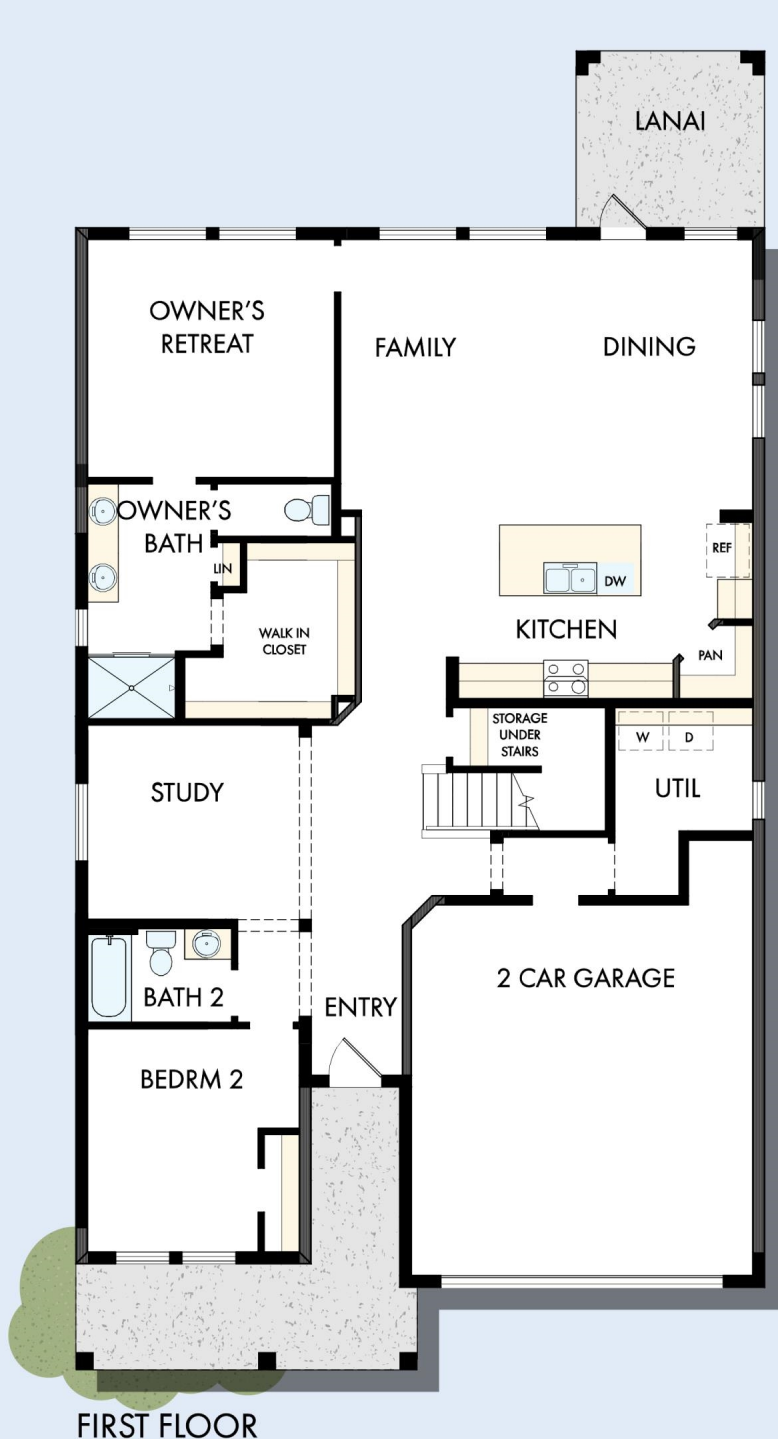 LANAI
OWNER'S
RETREAT
FAMILY
DINING
OWNER'S
BATH
LIN
REF
DW
WALK IN
CLOSET
KITCHEN
PAN
STORAGE
UNDER
STAIRS
W
D
STUDY
UTIL
2 CAR GARAGE
BATH 2
ENTRY
BEDRM 2
FIRST FLOOR